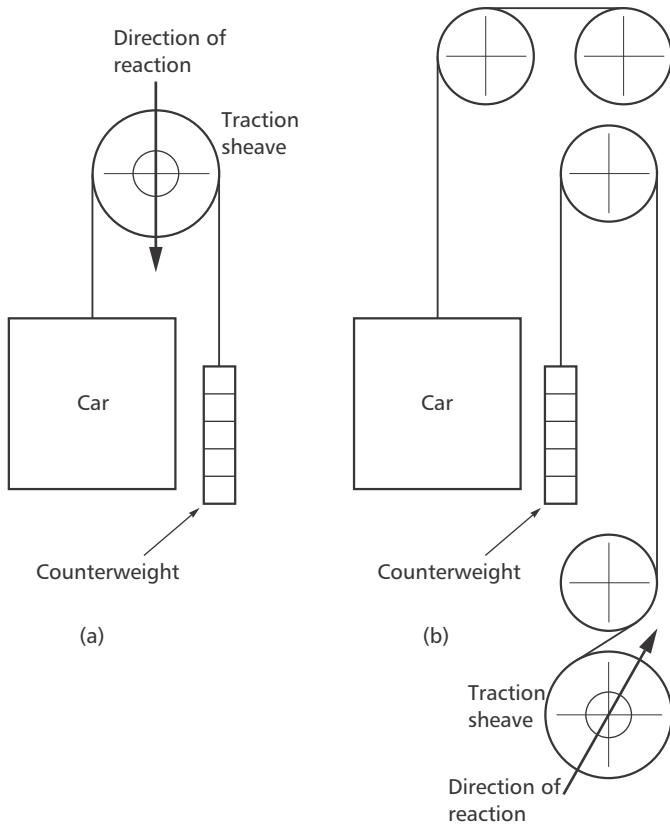 Direction of
reaction
Traction
sheave
Car
Counterweight
(a)
Car
Counterweight
(b)
Traction
sheave
Direction of
reaction